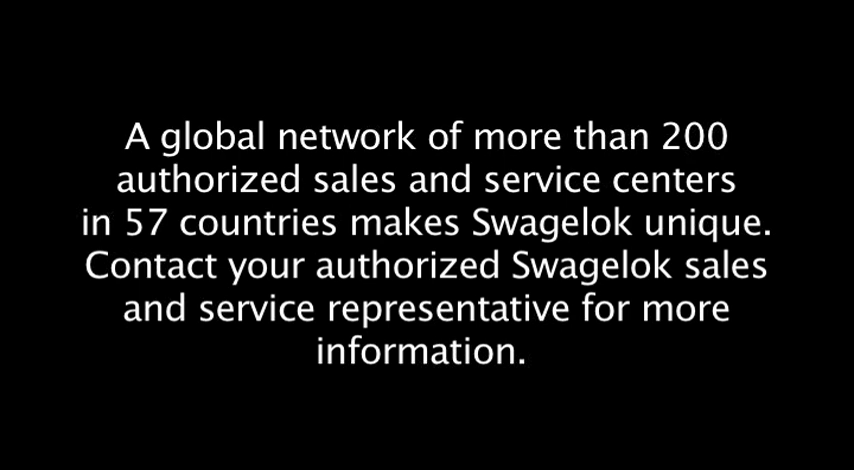 A global network of more than 200
authorized sales and service centers
in 57 countries makes Swagelok unique.
Contact your authorized Swagelok sales
and service representative for more
information.